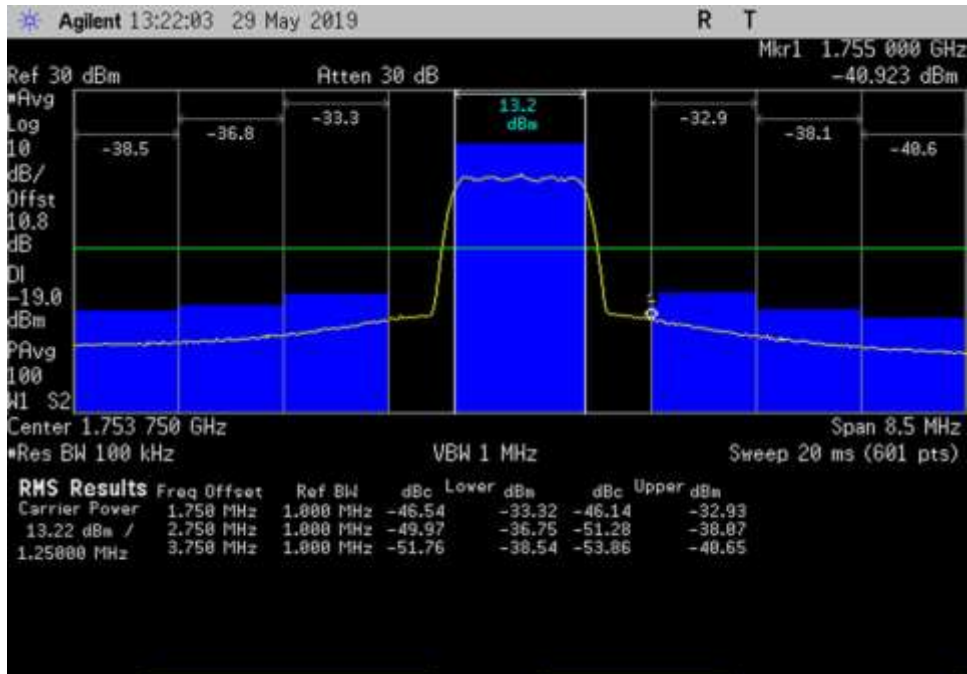 Agilent 13:22:03 29 May 2019 R T
Mkr1 1.755 000 GHz
Ref 30 dBm Atten 30 dB -40.923 dBm
*Avg
Log
10
dB/
Offst
10.8
dB
DI
-19.0
dBm
PAvg
100
W1 S2
-38.5 -36.8 -33.3 13.2 dBm -32.9 -38.1 -40.6
1
Center 1.753 750 GHz Span 8.5 MHz
*Res BW 100 kHz VBW 1 MHz Sweep 20 ms (601 pts)
RMS Results Freq Offset Ref BW dBc Lower dBm dBc Upper dBm
Carrier Power 1.750 MHz 1.000 MHz -46.54 -33.32 -46.14 -32.93
13.22 dBm / 2.750 MHz 1.000 MHz -49.97 -36.75 -51.28 -38.07
1.25000 MHz 3.750 MHz 1.000 MHz -51.76 -38.54 -53.86 -40.65